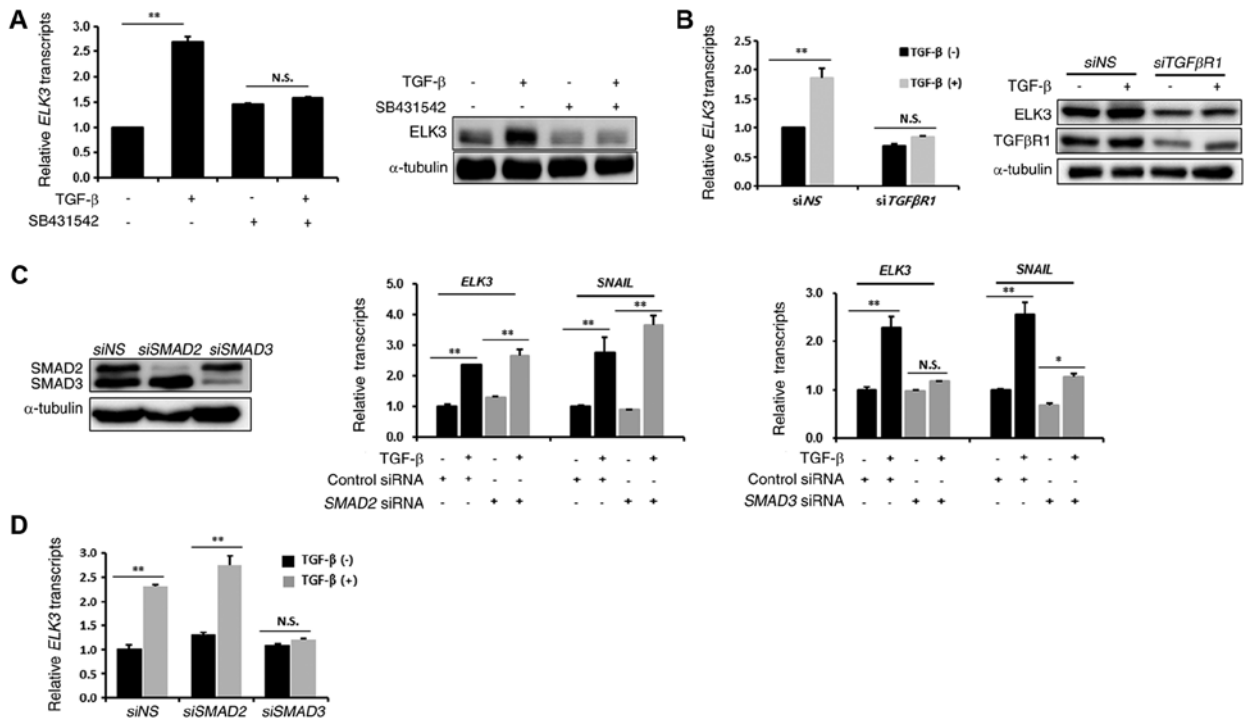 A
Relative ELK3 transcripts
3.0
2.5
2.0
1.5
1.0
0.5
0.0
**
N.S.
TGF-β - + - +
SB431542 - - + +
TGF-β - + - +
SB431542 - - + +
ELK3
α-tubulin
B
Relative ELK3 transcripts
2.5
2.0
1.5
1.0
0.5
0.0
**
N.S.
TGF-β (-)
TGF-β (+)
siNS siTGFβR1
siNS siTGFβR1
TGF-β - + - +
ELK3
TGFβR1
α-tubulin
C
siNS siSMAD2 siSMAD3
SMAD2
SMAD3
α-tubulin
Relative transcripts
5.0
4.0
3.0
2.0
1.0
0.0
ELK3 SNAIL
** ** ** **
- + - + - + - + TGF-β
+ + - - + + - - Control siRNA
- - + + - - + + SMAD2 siRNA
Relative transcripts
3.0
2.0
1.0
0.0
ELK3 SNAIL
** N.S. ** *
TGF-β - + - + - + - +
Control siRNA + + - - + + - -
SMAD3 siRNA - - + + - - + +
D
Relative ELK3 transcripts
3.0
2.5
2.0
1.5
1.0
0.5
0.0
** ** N.S.
TGF-β (-)
TGF-β (+)
siNS siSMAD2 siSMAD3